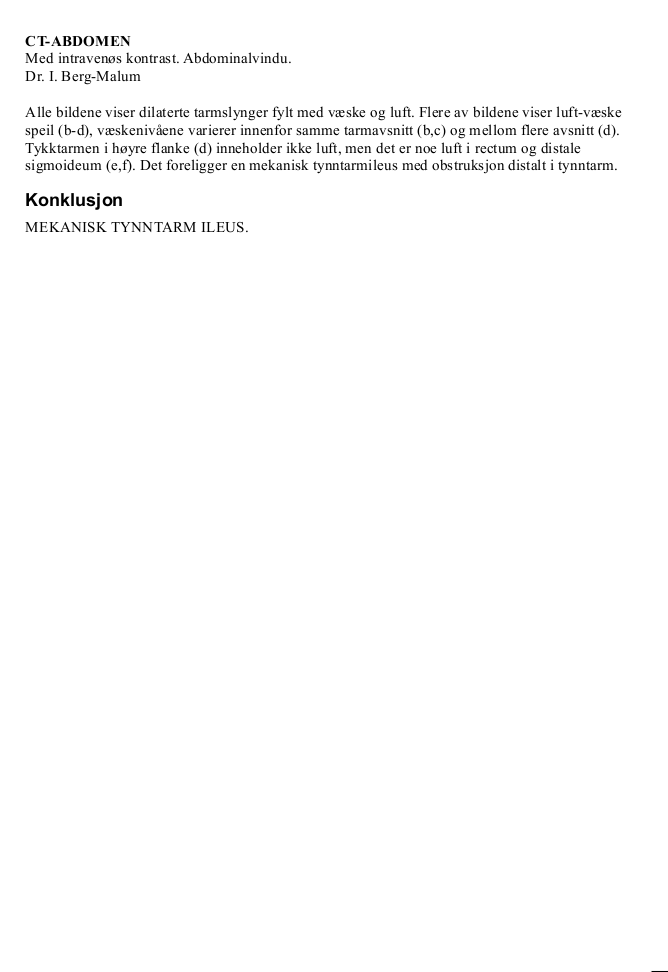 CT-ABDOMEN
Med intravenøs kontrast. Abdominalvindu.
Dr. I. Berg-Malum
Alle bildene viser dilaterte tarmslynger fylt med væske og luft. Flere av bildene viser luft-væske
speil (b-d), væskenivåene varierer innenfor samme tarmavsnitt (b,c) og mellom flere avsnitt (d).
Tykktarmen i høyre flanke (d) inneholder ikke luft, men det er noe luft i rectum og distale
sigmoideum (e,f). Det foreligger en mekanisk tynntarmileus med obstruksjon distalt i tynntarm.
Konklusjon
MEKANISK TYNNTARM ILEUS.